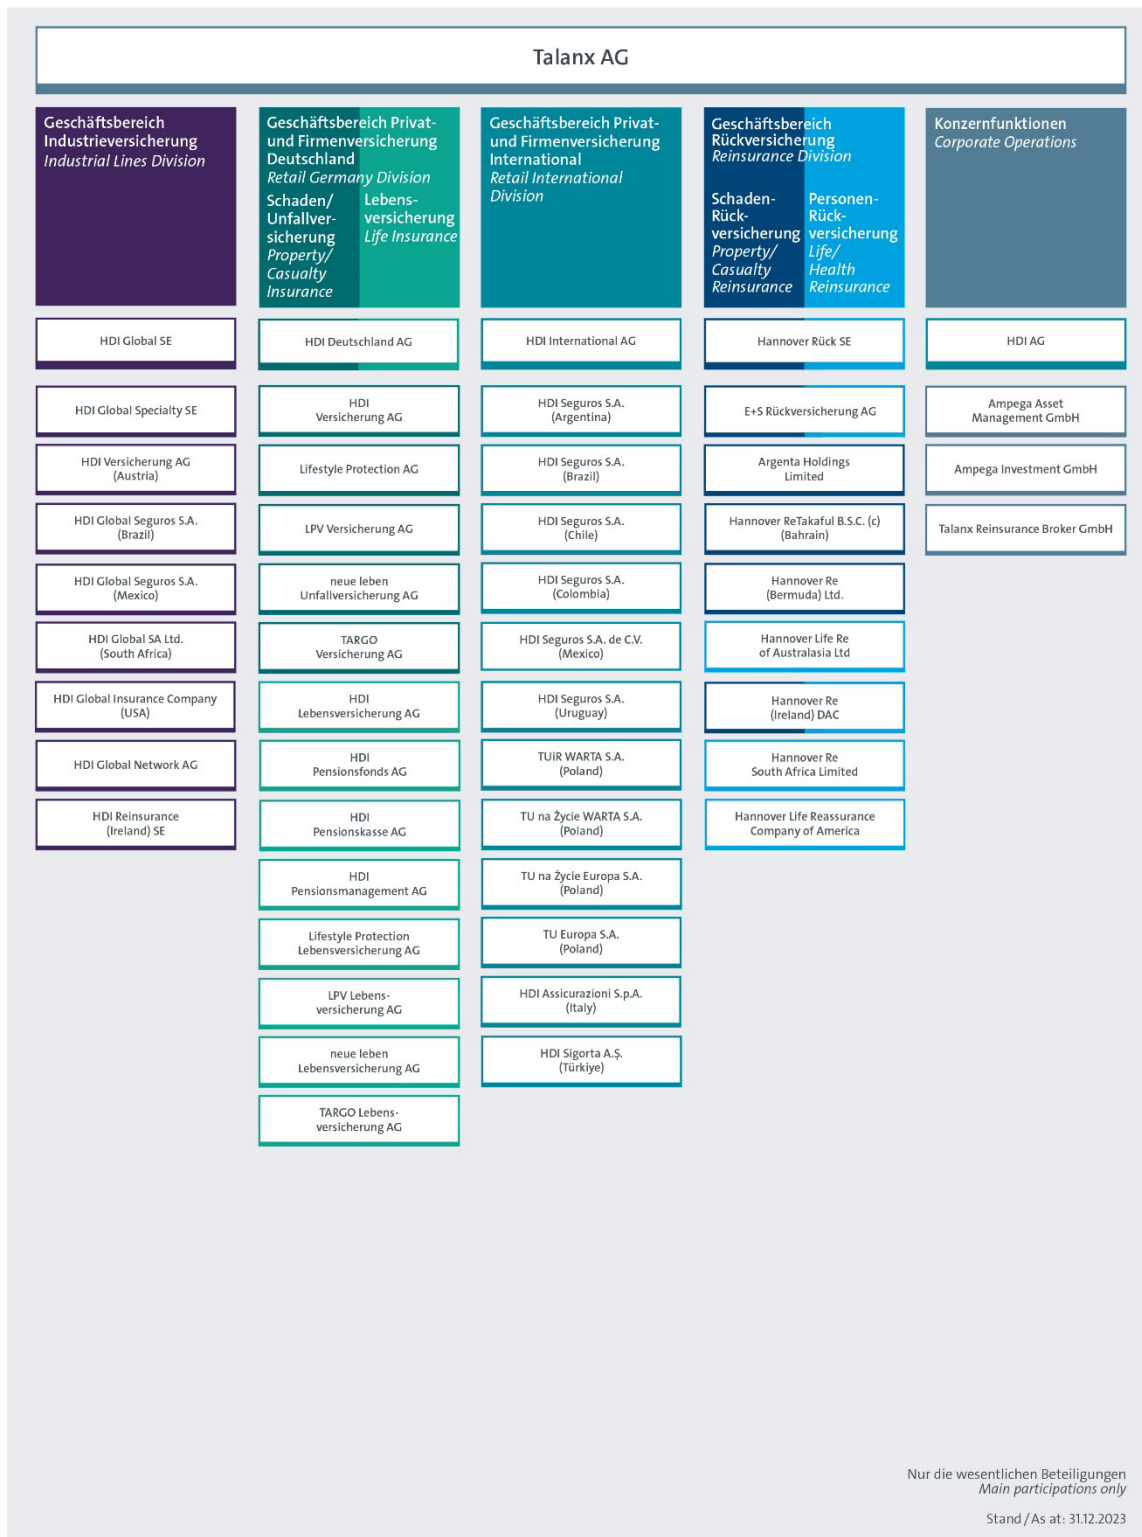 Talanx AG
Geschäftsbereich
Industrieversicherung
Industrial Lines Division
Geschäftsbereich Privat-
und Firmenversicherung
Deutschland
Retail Germany Division
Schaden/
Unfallver-
sicherung
Property/
Casualty
Insurance
Lebens-
versicherung
Life Insurance
Geschäftsbereich Privat-
und Firmenversicherung
International
Retail International
Division
Geschäftsbereich
Rückversicherung
Reinsurance Division
Schaden-
Rück-
versicherung
Property/
Casualty
Reinsurance
Personen-
Rück-
versicherung
Life/
Health
Reinsurance
Konzernfunktionen
Corporate Operations
HDI Global SE
HDI Global Specialty SE
HDI Versicherung AG
(Austria)
HDI Global Seguros S.A.
(Brazil)
HDI Global Seguros S.A.
(Mexico)
HDI Global SA Ltd.
(South Africa)
HDI Global Insurance Company
(USA)
HDI Global Network AG
HDI Reinsurance
(Ireland) SE
HDI Deutschland AG
HDI
Versicherung AG
Lifestyle Protection AG
LPV Versicherung AG
neue leben
Unfallversicherung AG
TARGO
Versicherung AG
HDI
Lebensversicherung AG
HDI
Pensionsfonds AG
HDI
Pensionskasse AG
HDI
Pensionsmanagement AG
Lifestyle Protection
Lebensversicherung AG
LPV Lebens-
versicherung AG
neue leben
Lebensversicherung AG
TARGO Lebens-
versicherung AG
HDI International AG
HDI Seguros S.A.
(Argentina)
HDI Seguros S.A.
(Brazil)
HDI Seguros S.A.
(Chile)
HDI Seguros S.A.
(Colombia)
HDI Seguros S.A. de C.V.
(Mexico)
HDI Seguros S.A.
(Uruguay)
TUiR WARTA S.A.
(Poland)
TU na Życie WARTA S.A.
(Poland)
TU na Życie Europa S.A.
(Poland)
TU Europa S.A.
(Poland)
HDI Assicurazioni S.p.A.
(Italy)
HDI Sigorta A.Ş.
(Türkiye)
Hannover Rück SE
E+S Rückversicherung AG
Argenta Holdings
Limited
Hannover ReTakaful B.S.C. (c)
(Bahrain)
Hannover Re
(Bermuda) Ltd.
Hannover Life Re
of Australasia Ltd
Hannover Re
(Ireland) DAC
Hannover Re
South Africa Limited
Hannover Life Reassurance
Company of America
HDI AG
Ampega Asset
Management GmbH
Ampega Investment GmbH
Talanx Reinsurance Broker GmbH
Nur die wesentlichen Beteiligungen
Main participations only
Stand / As at: 31.12.2023